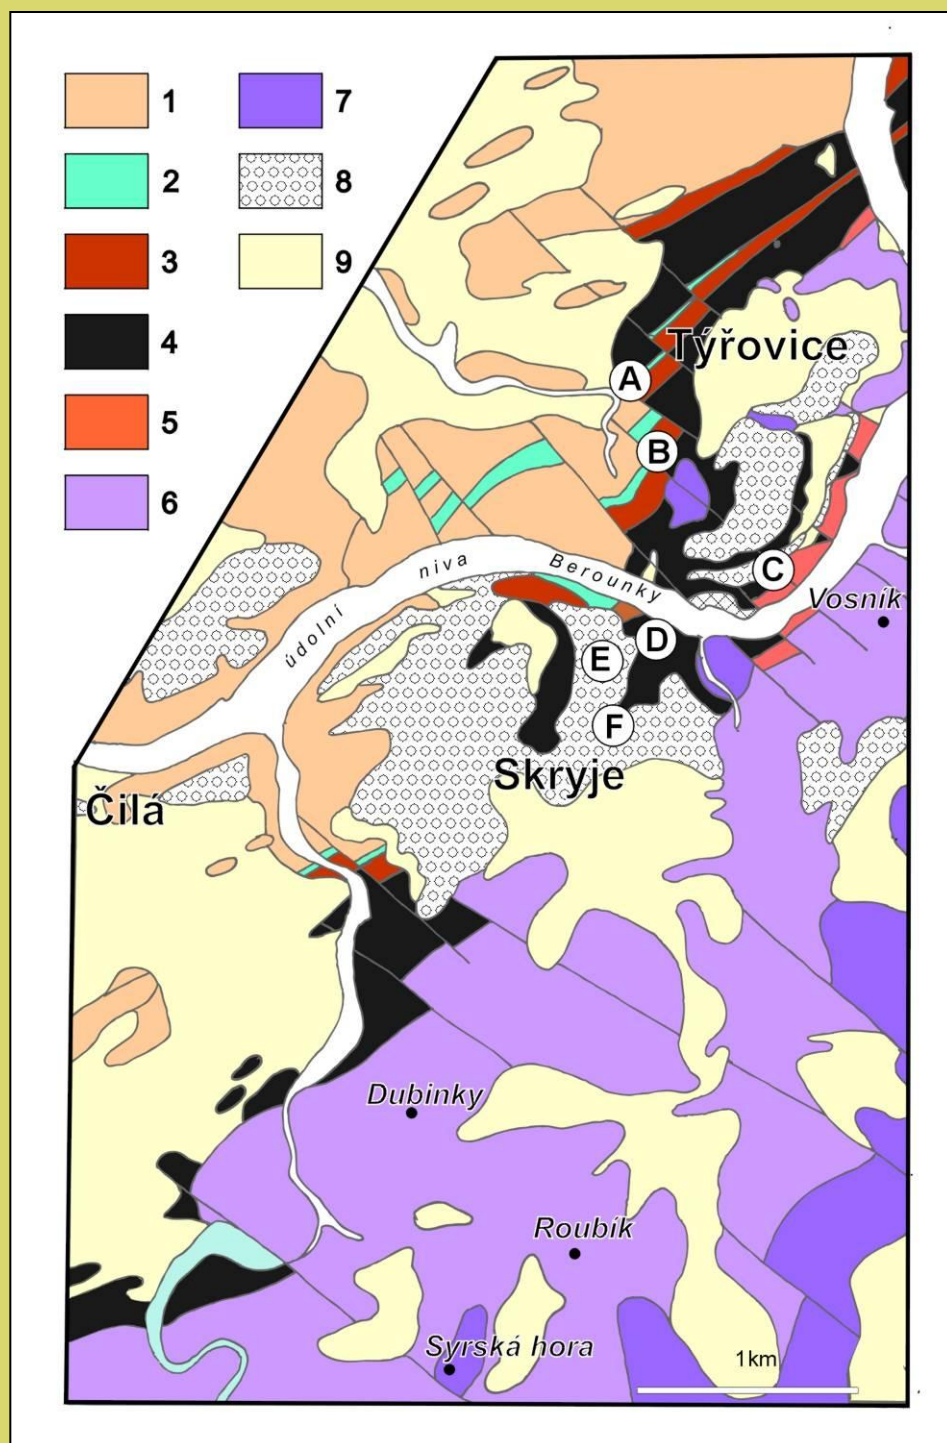 1
2
3
4
5
6
7
8
9
Týřovice
A
B
C
Vosník
údolní niva Berounky
D
E
F
Skryje
Čilá
Dubinky
Roubík
Syrská hora
1km